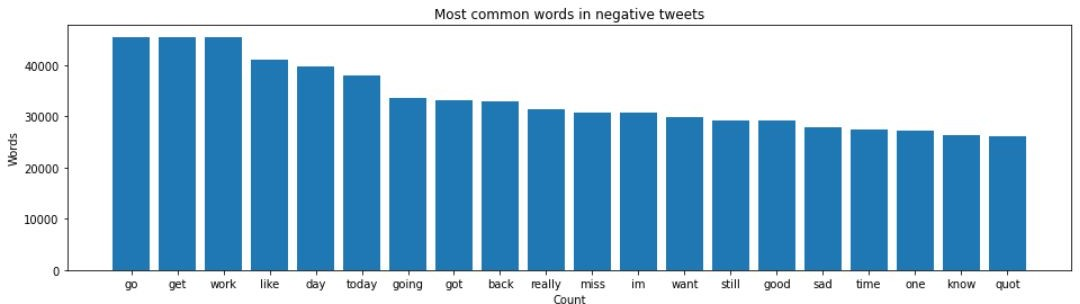 Most common words in negative tweets
40000
30000
20000
10000
0
Words
go get work like day today going got back really miss im want still good sad time one know quot
Count